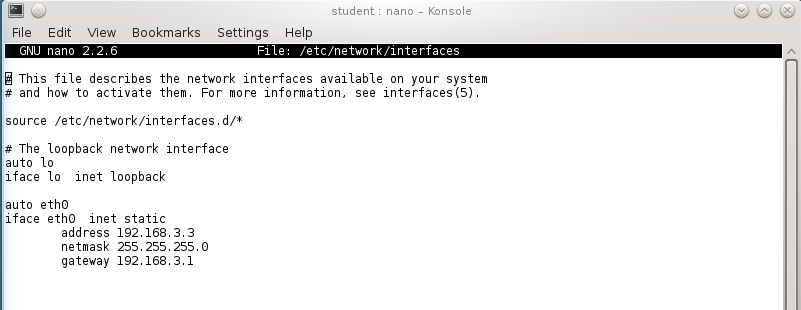 student : nano – Konsole
File Edit View Bookmarks Settings Help
GNU nano 2.2.6 File: /etc/network/interfaces
# This file describes the network interfaces available on your system
# and how to activate them. For more information, see interfaces(5).
source /etc/network/interfaces.d/*
# The loopback network interface
auto lo
iface lo  inet loopback
auto eth0
iface eth0  inet static
        address 192.168.3.3
        netmask 255.255.255.0
        gateway 192.168.3.1